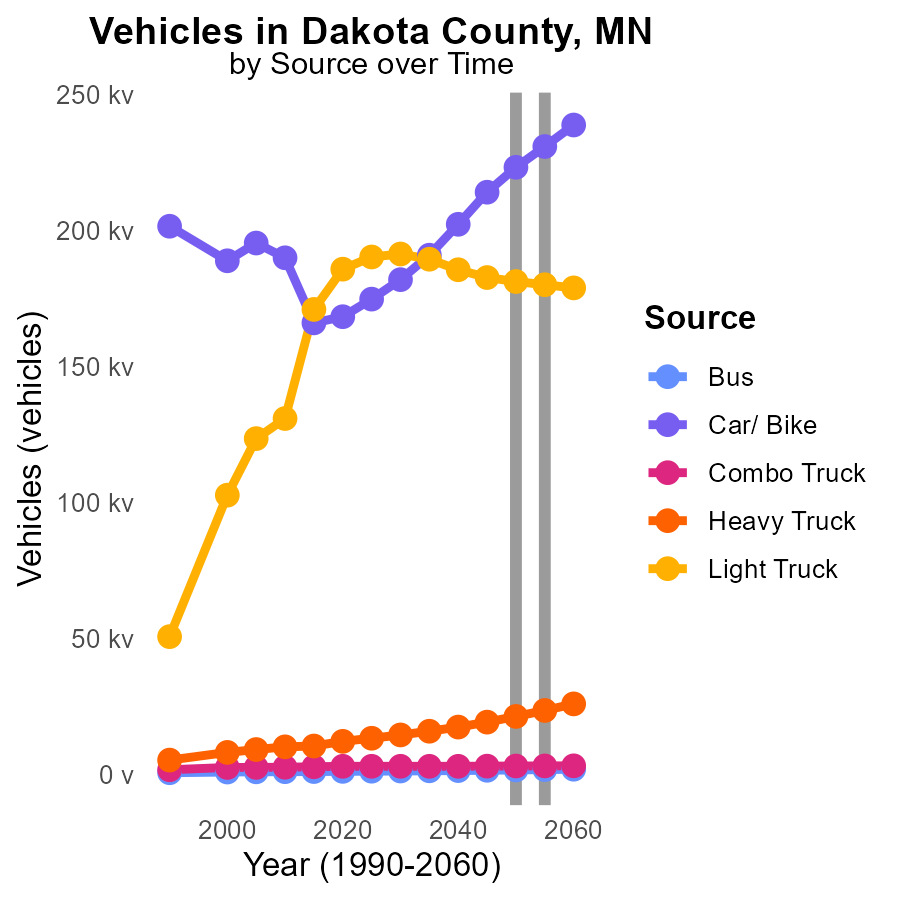 Vehicles in Dakota County, MN
by Source over Time
250 kv
200 kv
150 kv
100 kv
50 kv
0 v
Vehicles (vehicles)
2000 2020 2040 2060
Year (1990-2060)
Source
Bus
Car/ Bike
Combo Truck
Heavy Truck
Light Truck